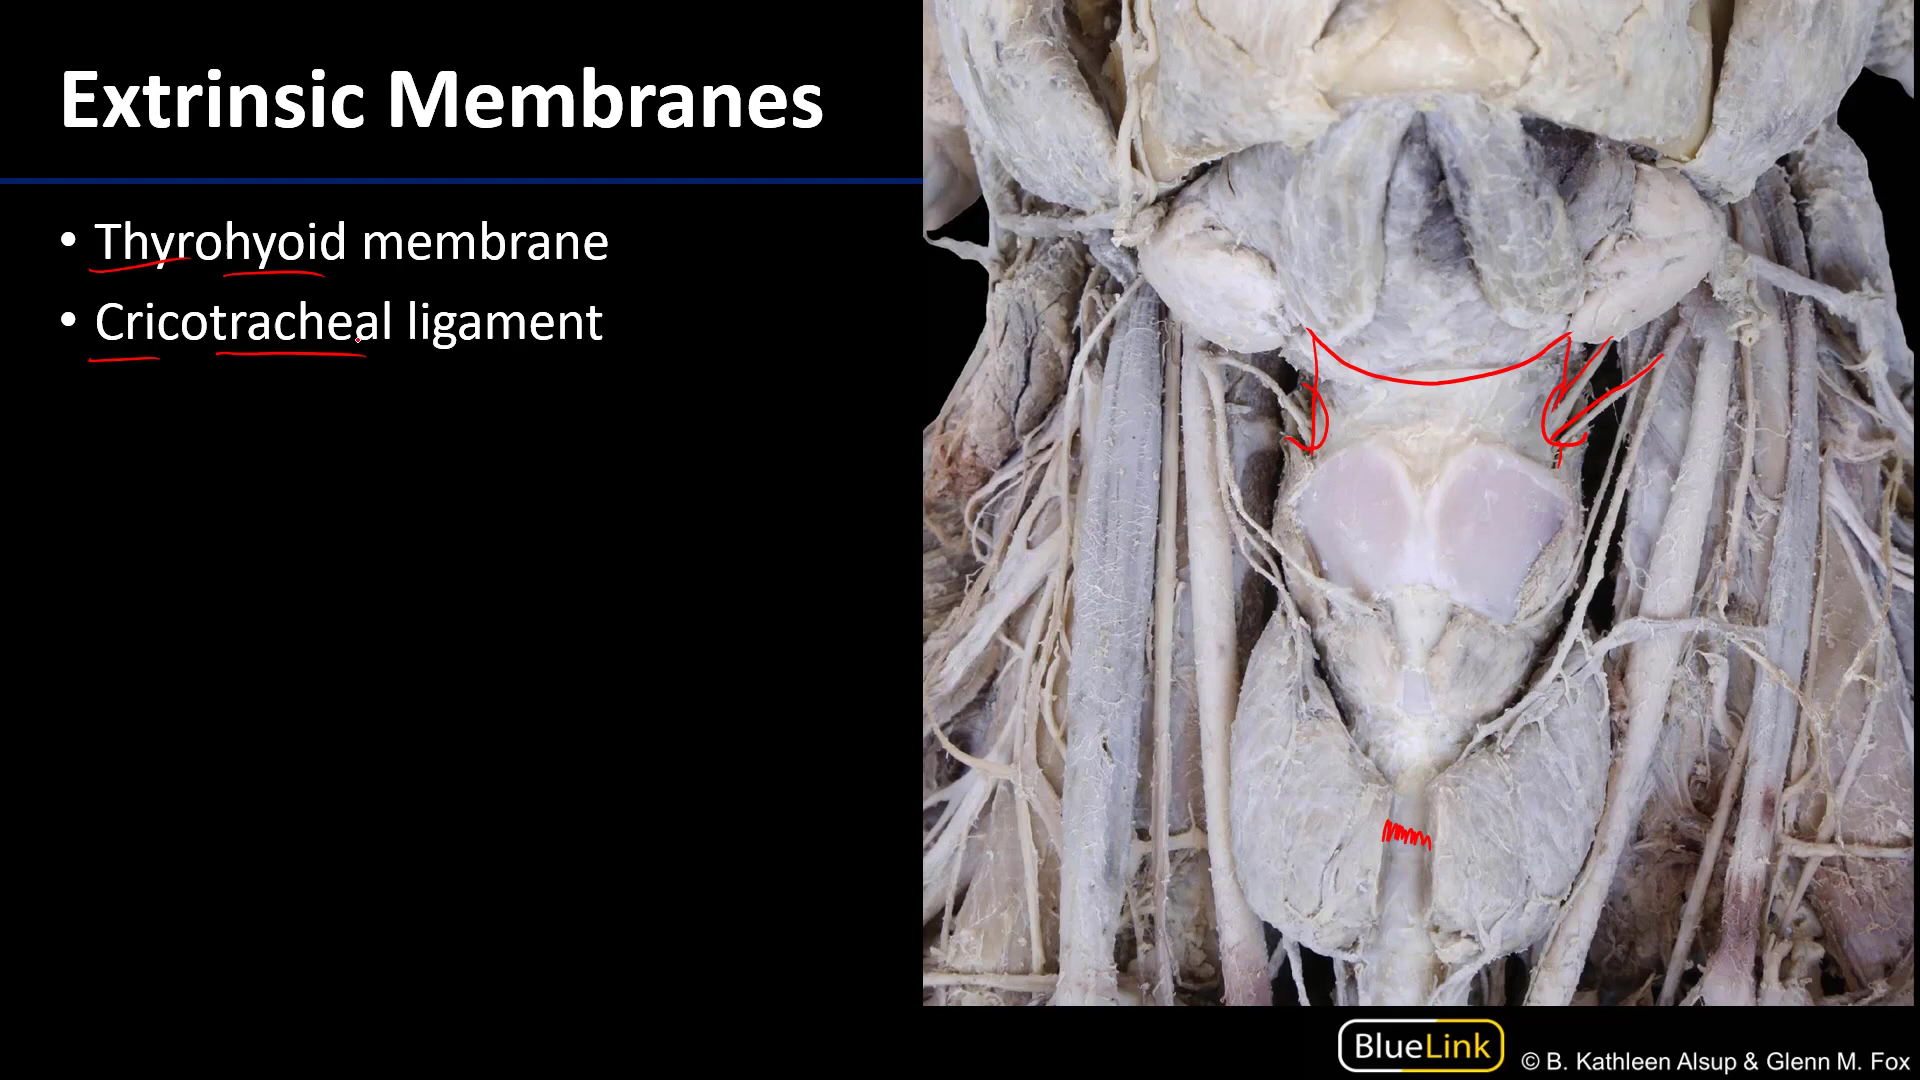 Extrinsic Membranes
• Thyrohyoid membrane
• Cricotracheal ligament
BlueLink
© B. Kathleen Alsup & Glenn M. Fox